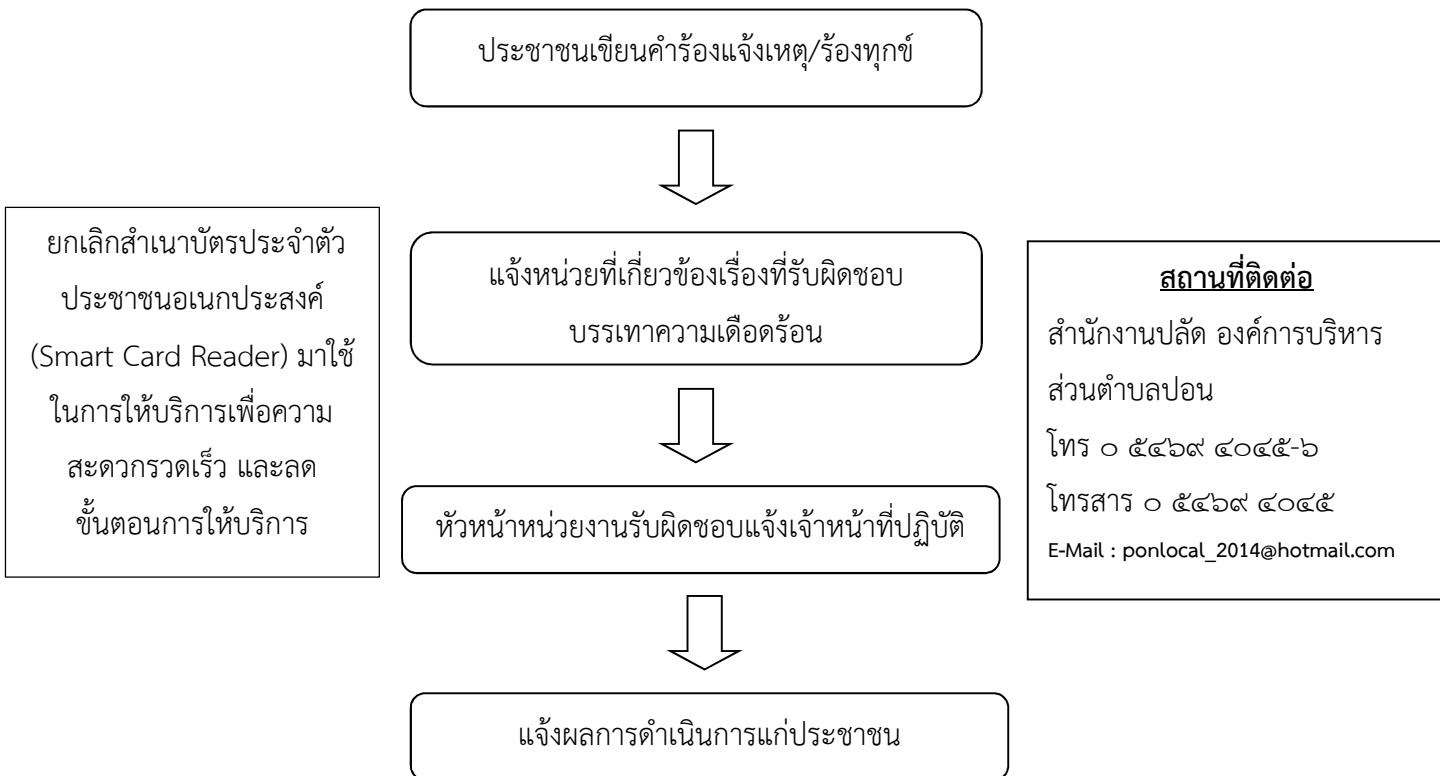 ประชาชนเขียนคำร้องแจ้งเหตุ/ร้องทุกข์
ยกเลิกสำเนาบัตรประจำตัว
ประชาชนอเนกประสงค์
(Smart Card Reader) มาใช้
ในการให้บริการเพื่อความ
สะดวกรวดเร็ว และลด
ขั้นตอนการให้บริการ
แจ้งหน่วยที่เกี่ยวข้องเรื่องที่รับผิดชอบ
บรรเทาความเดือดร้อน
สถานที่ติดต่อ
สำนักงานปลัด องค์การบริหาร
ส่วนตำบลปอน
โทร ๐ ๕๔๖๙ ๔๐๔๕-๖
โทรสาร ๐ ๕๔๖๙ ๔๐๔๕
E-Mail : ponlocal_2014@hotmail.com
หัวหน้าหน่วยงานรับผิดชอบแจ้งเจ้าหน้าที่ปฏิบัติ
แจ้งผลการดำเนินการแก่ประชาชน